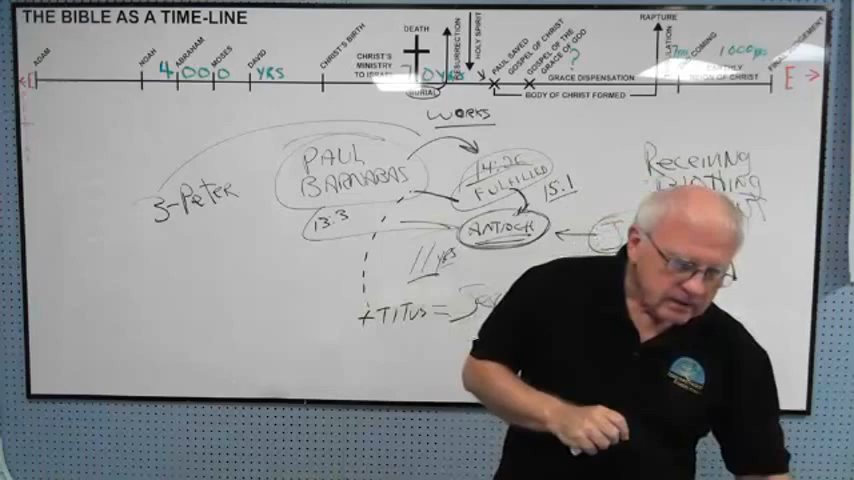 THE BIBLE AS A TIME-LINE
ADAM
NOAH
ABRAHAM
MOSES
DAVID
CHRIST'S BIRTH
CHRIST'S
MINISTRY
TO ISRAEL
DEATH
BURIAL
RESURRECTION
HOLY SPIRIT
PAUL SAVED
GOSPEL OF CHRIST
GOSPEL OF THE
GRACE OF GOD
?
GRACE DISPENSATION
BODY OF CHRIST FORMED
RAPTURE
COMING
REIGN OF CHRIST
E
4000 YRS
1000 yrs
E
WORKS
PAUL
BARNABAS
14:26
FULFILLED
15:1
13:3
ANTIOCH
3-PeteR
11 yrs
+TITUS =
Receiving